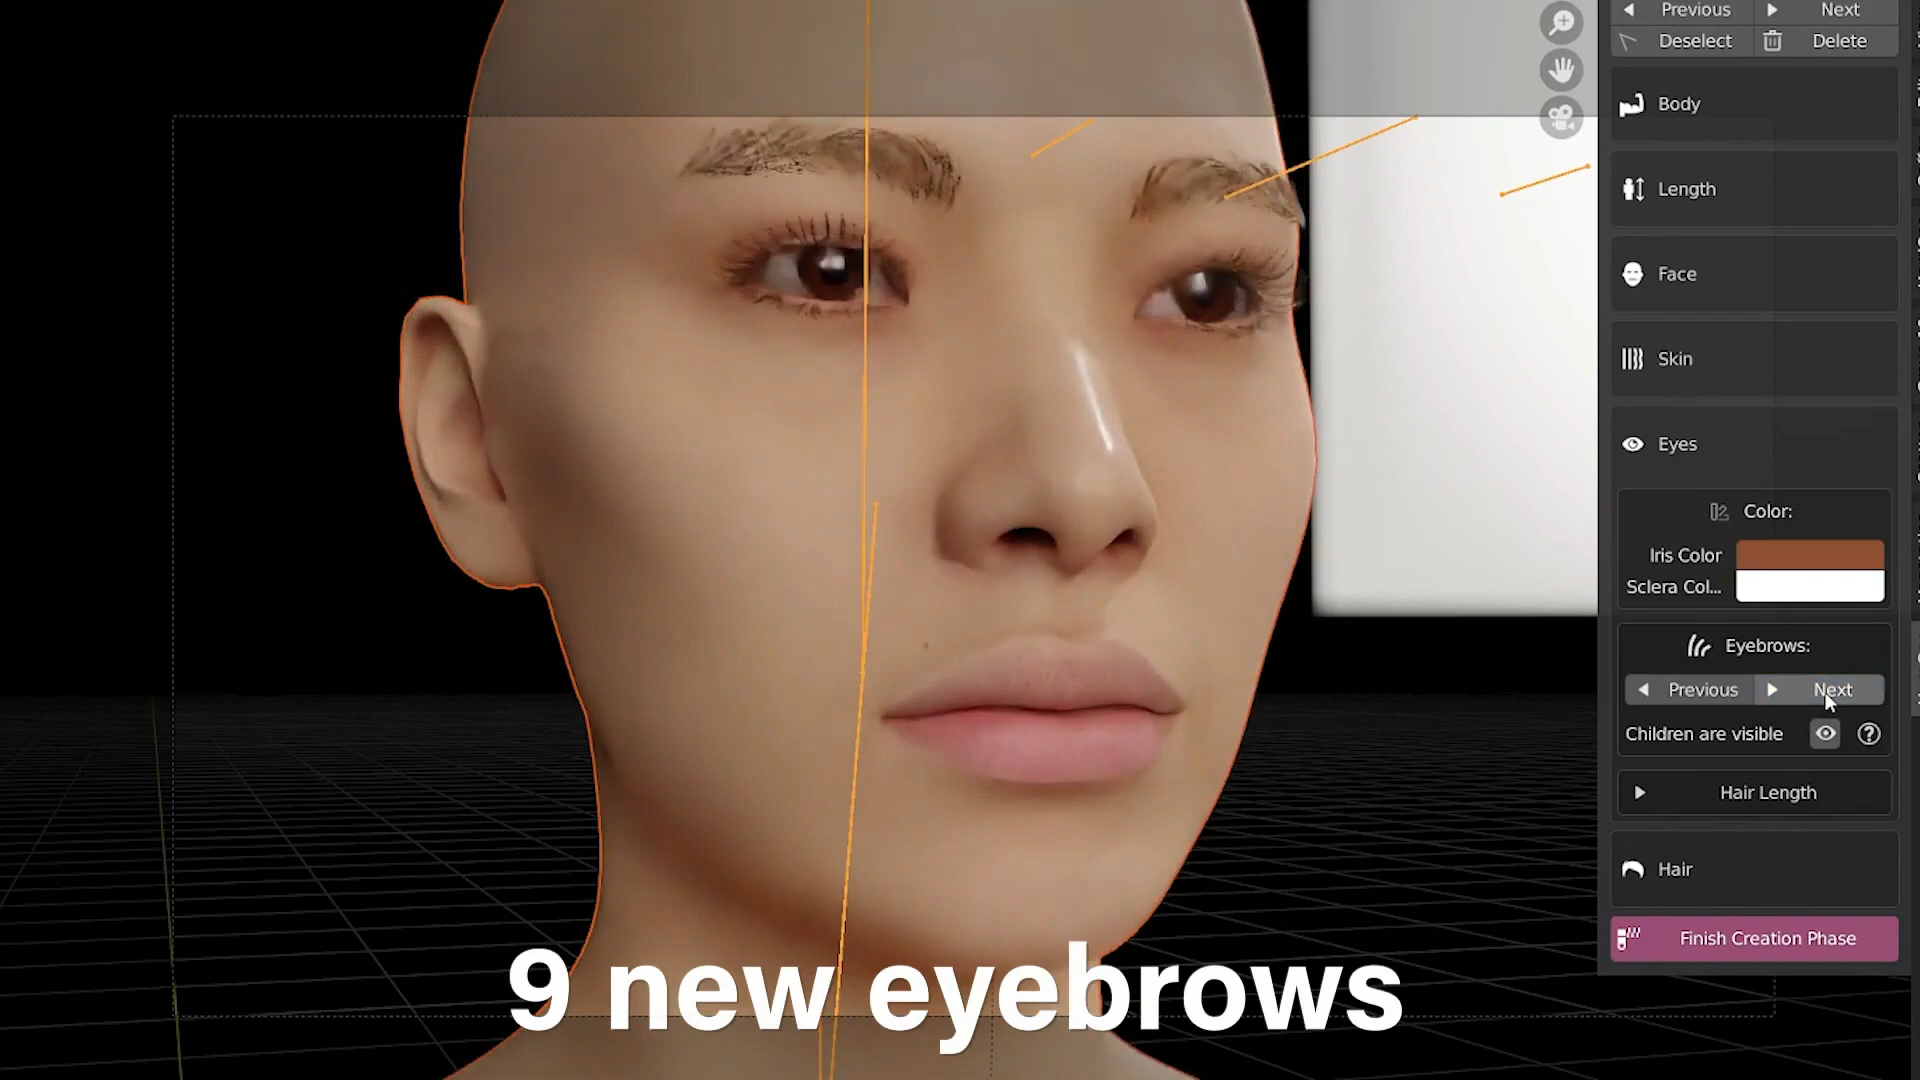 Previous Next
Deselect Delete
Body
Length
Face
Skin
Eyes
Color:
Iris Color
Sclera Col...
Eyebrows:
Previous Next
Children are visible
Hair Length
Hair
Finish Creation Phase
9 new eyebrows